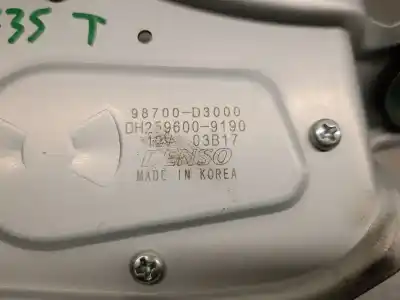 35 T
98700-D3000
DH259600-9190
12V 03B17
DENSO
MADE IN KOREA